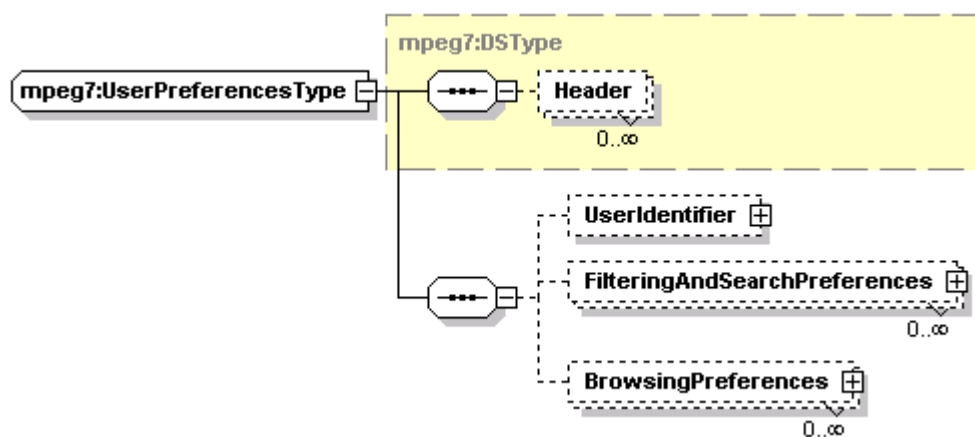 mpeg7:DSType
mpeg7:UserPreferencesType
Header
0..∞
UserIdentifier
FilteringAndSearchPreferences
0..∞
BrowsingPreferences
0..∞